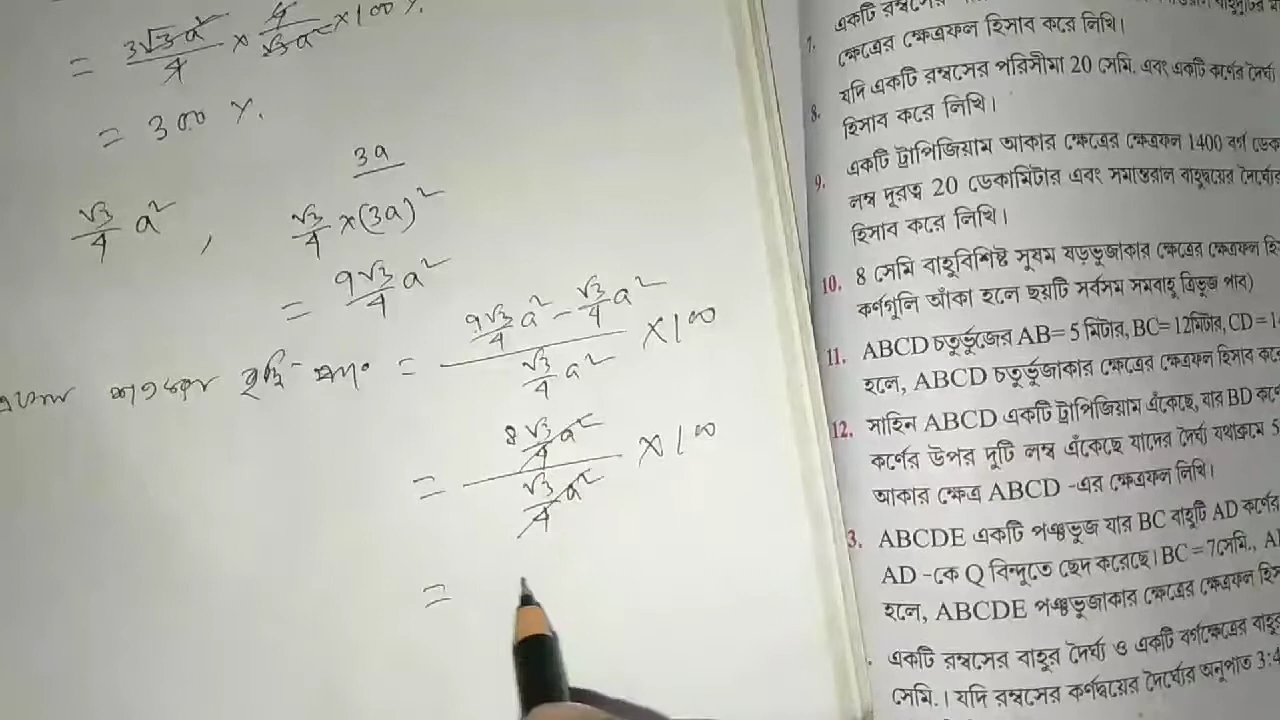 = 3√3a²/4 × 4/√3a² × 100 %.
= 300 %.
3a
√3/4 a² , √3/4 × (3a)²
= 9√3/4 a²
বৃদ্ধি = (9√3/4 a² - √3/4 a²) / (√3/4 a²) × 100
= (8√3/4 a²) / (√3/4 a²) × 100
=
একটি রম্বসের
7. ক্ষেত্রের ক্ষেত্রফল হিসাব করে লিখি।
যদি একটি রম্বসের পরিসীমা 20 সেমি. এবং একটি কর্ণের দৈর্ঘ্য
8. হিসাব করে লিখি।
একটি ট্রাপিজিয়াম আকার ক্ষেত্রের ক্ষেত্রফল 1400 বর্গ ডেকা
9. লম্ব দূরত্ব 20 ডেকামিটার এবং সমান্তরাল বাহুদ্বয়ের দৈর্ঘ্যের
হিসাব করে লিখি।
10. 8 সেমি বাহুবিশিষ্ট সুষম ষড়ভুজাকার ক্ষেত্রের ক্ষেত্রফল হি
কর্ণগুলি আঁকা হলে ছয়টি সর্বসম সমবাহু ত্রিভুজ পাব)
11. ABCD চতুর্ভুজের AB= 5 মিটার, BC= 12মিটার, CD = 1
হলে, ABCD চতুর্ভুজাকার ক্ষেত্রের ক্ষেত্রফল হিসাব করে
12. সাহিন ABCD একটি ট্রাপিজিয়াম এঁকেছে, যার BD কর্ণে
কর্ণের উপর দুটি লম্ব এঁকেছে যাদের দৈর্ঘ্য যথাক্রমে 5
আকার ক্ষেত্র ABCD -এর ক্ষেত্রফল লিখি।
3. ABCDE একটি পঞ্চভুজ যার BC বাহুটি AD কর্ণের
AD -কে Q বিন্দুতে ছেদ করেছে। BC = 7সেমি., A
হলে, ABCDE পঞ্চভুজাকার ক্ষেত্রের ক্ষেত্রফল হিস
. একটি রম্বসের বাহুর দৈর্ঘ্য ও একটি বর্গক্ষেত্রের বাহুর
সেমি.। যদি রম্বসের কর্ণদ্বয়ের দৈর্ঘ্যের অনুপাত 3:4